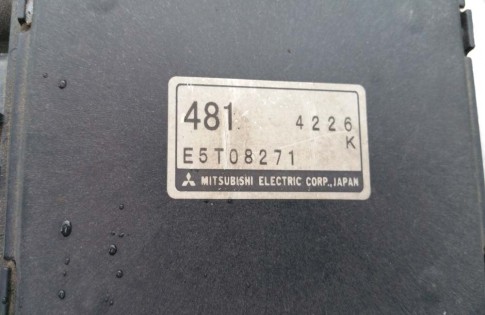 481 4226
K
E5T08271
MITSUBISHI ELECTRIC CORP., JAPAN